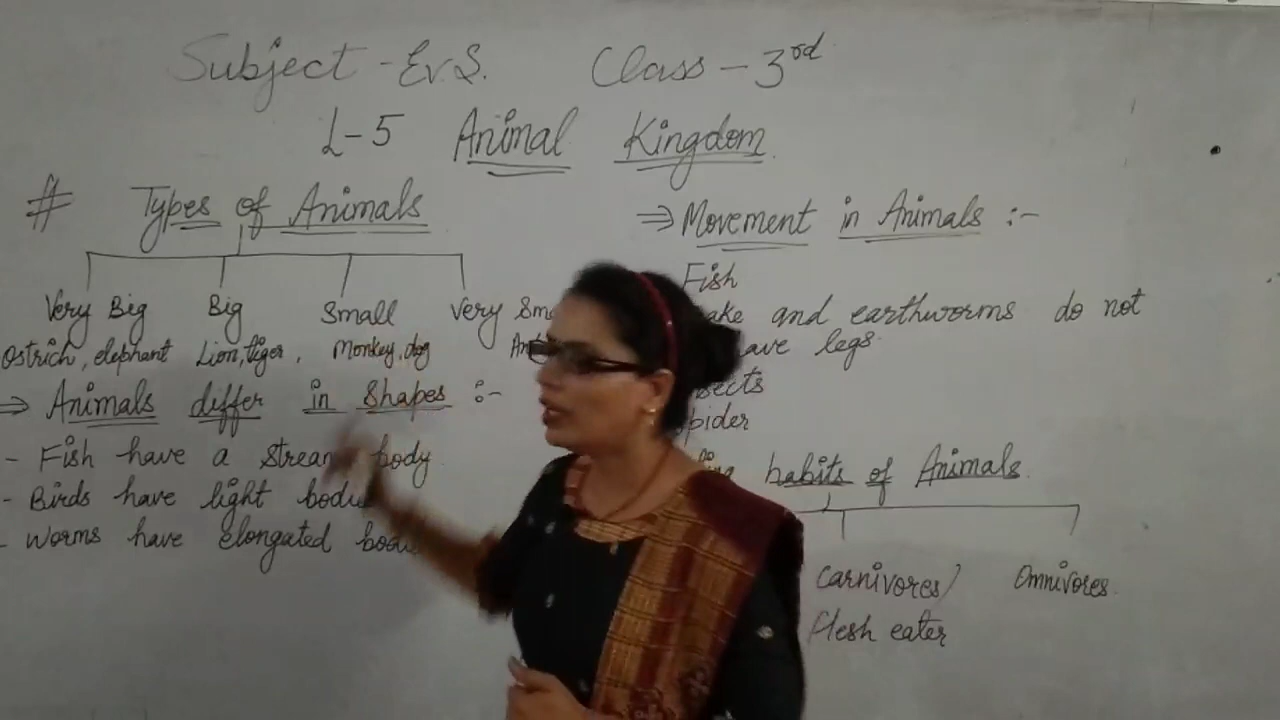 Subject - Ev.S. Class - 3rd
L-5 Animal Kingdom
# Types of Animals
Very Big Big Small Very
Ostrich, elephant Lion, tiger, Monkey, dog
⇒ Animals differ in Shapes :-
- Fish have a body
- Birds have light
- Worms have elongated
⇒ Movement in Animals :-
Fish
and earthworms do not
legs
habits of Animals
Carnivores/ Omnivores
flesh eater